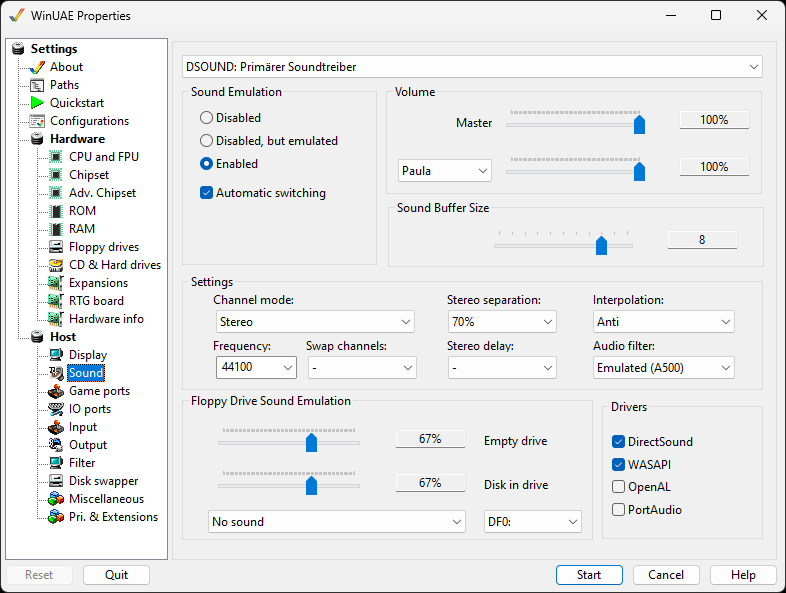 WinUAE Properties
Settings
About
Paths
Quickstart
Configurations
Hardware
CPU and FPU
Chipset
Adv. Chipset
ROM
RAM
Floppy drives
CD & Hard drives
Expansions
RTG board
Hardware info
Host
Display
Sound
Game ports
IO ports
Input
Output
Filter
Disk swapper
Miscellaneous
Pri. & Extensions
DSOUND: Primärer Soundtreiber
Sound Emulation
Disabled
Disabled, but emulated
Enabled
Automatic switching
Volume
Master 100%
Paula 100%
Sound Buffer Size
8
Settings
Channel mode: Stereo separation: Interpolation:
Stereo 70% Anti
Frequency: Swap channels: Stereo delay: Audio filter:
44100 - - Emulated (A500)
Floppy Drive Sound Emulation
67% Empty drive
67% Disk in drive
No sound DF0:
Drivers
DirectSound
WASAPI
OpenAL
PortAudio
Reset Quit Start Cancel Help